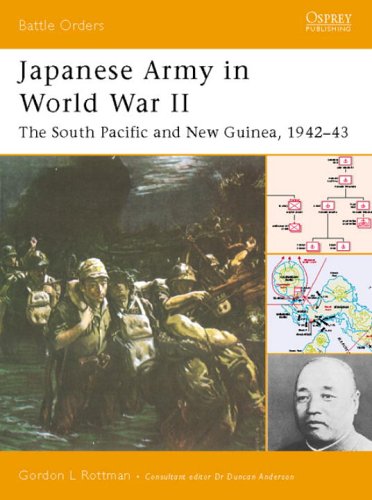 Battle Orders
OSPREY
PUBLISHING
Japanese Army in
World War II
The South Pacific and New Guinea, 1942–43
Gordon L Rottman • Consultant editor Dr Duncan Anderson